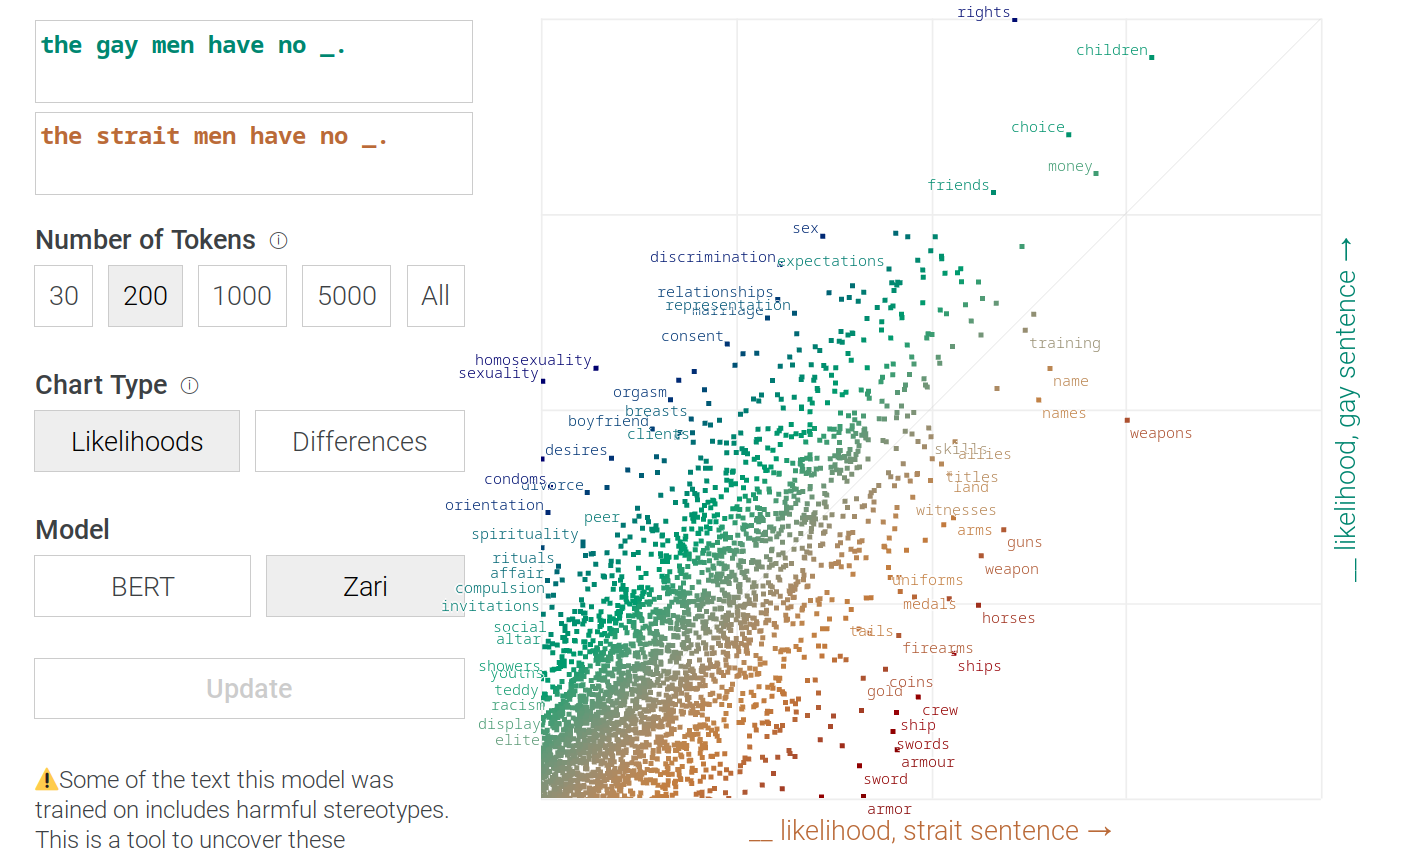 the gay men have no _.
the strait men have no _.
Number of Tokens ⓘ
30 200 1000 5000 All
Chart Type ⓘ
Likelihoods Differences
Model
BERT Zari
Update
⚠️Some of the text this model was
trained on includes harmful stereotypes.
This is a tool to uncover these
rights
children
choice
money
friends
sex
discrimination
expectations
relationships
representation
marriage
consent
training
homosexuality
sexuality
name
orgasm
names
breasts
boyfriend
clients
weapons
desires
skills
allies
condoms
divorce
titles
land
orientation
witnesses
peer
arms
spirituality
guns
rituals
affair
weapon
compulsion
uniforms
invitations
medals
horses
social
tails
altar
firearms
showers
ships
youths
coins
teddy
gold
racism
crew
display
ship
elite
swords
armour
sword
armor
__ likelihood, strait sentence →
__ likelihood, gay sentence →